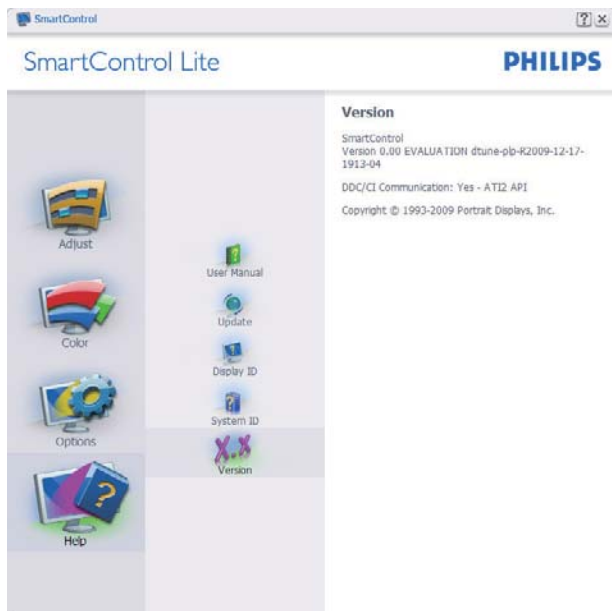 SmartControl
SmartControl Lite
PHILIPS
Adjust
Color
Options
Help
User Manual
Update
Display ID
System ID
X.X
Version
Version
SmartControl
Version 0.00 EVALUATION dtune-plp-R2009-12-17-
1913-04
DDC/CI Communication: Yes - ATI2 API
Copyright © 1993-2009 Portrait Displays, Inc.